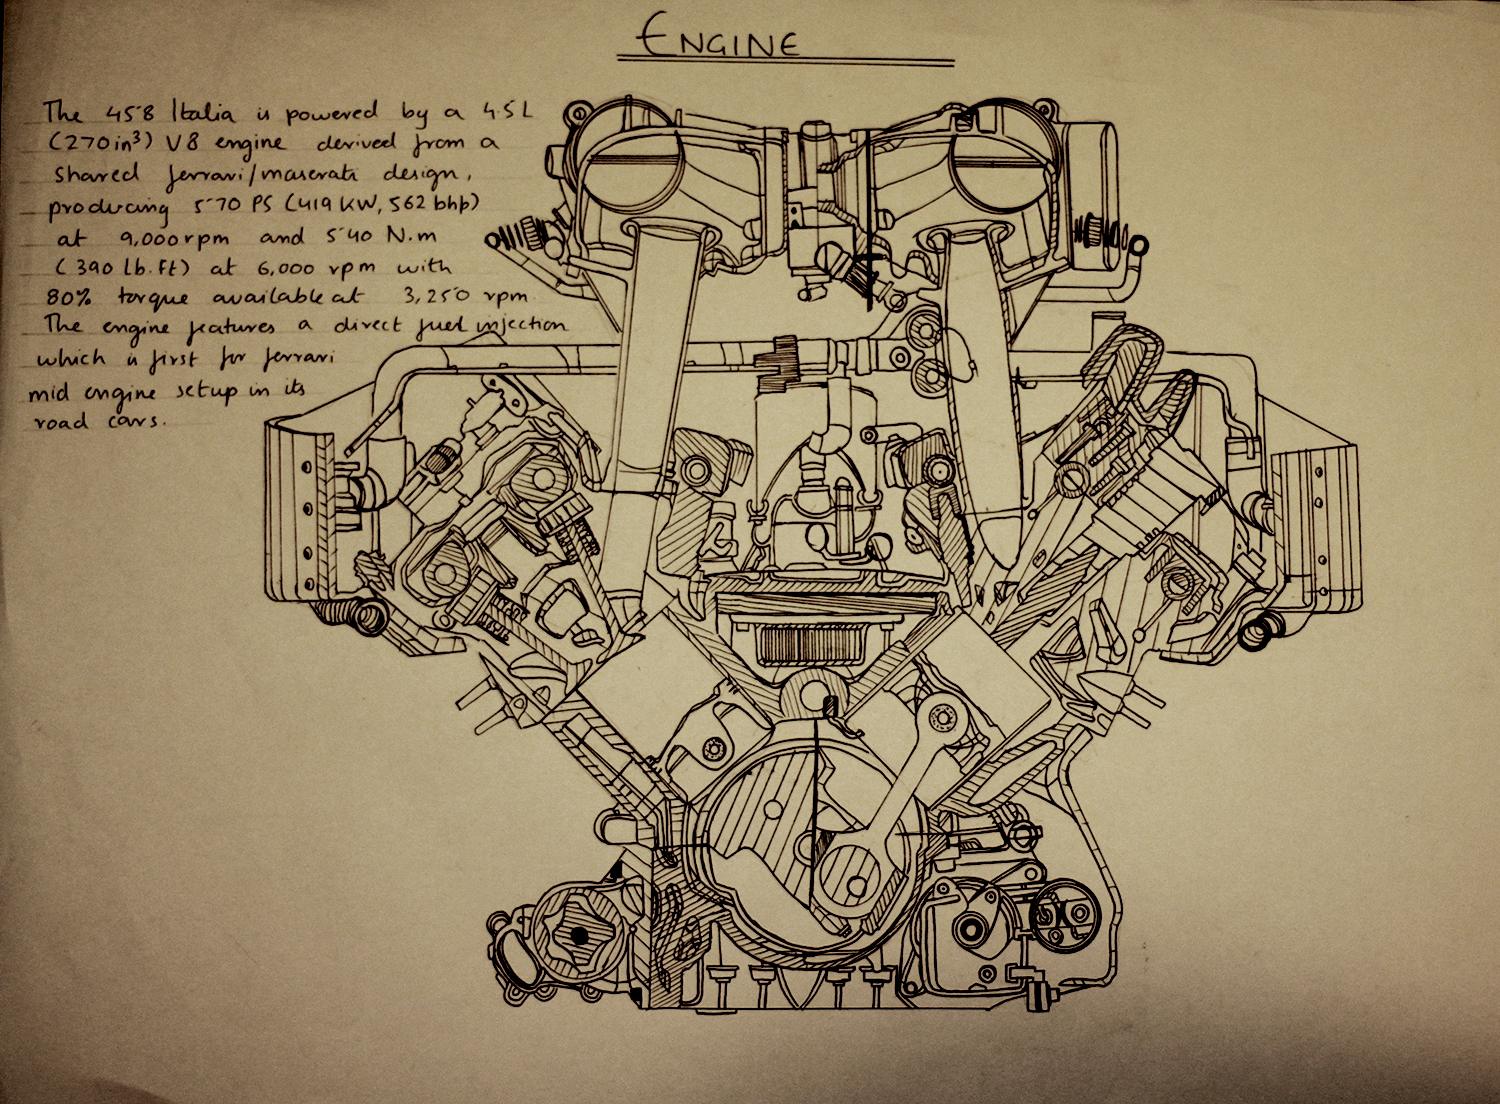 ENGINE
The 458 Italia is powered by a 4.5L
(270in³) V8 engine derived from a
shared ferrari/maserati design,
producing 570 PS (419 KW, 562 bhp)
at 9,000 rpm and 540 N.m
(390 lb.ft) at 6,000 rpm with
80% torque available at 3,250 rpm.
The engine features a direct fuel injection
which is first for ferrari
mid engine setup in its
road cars.